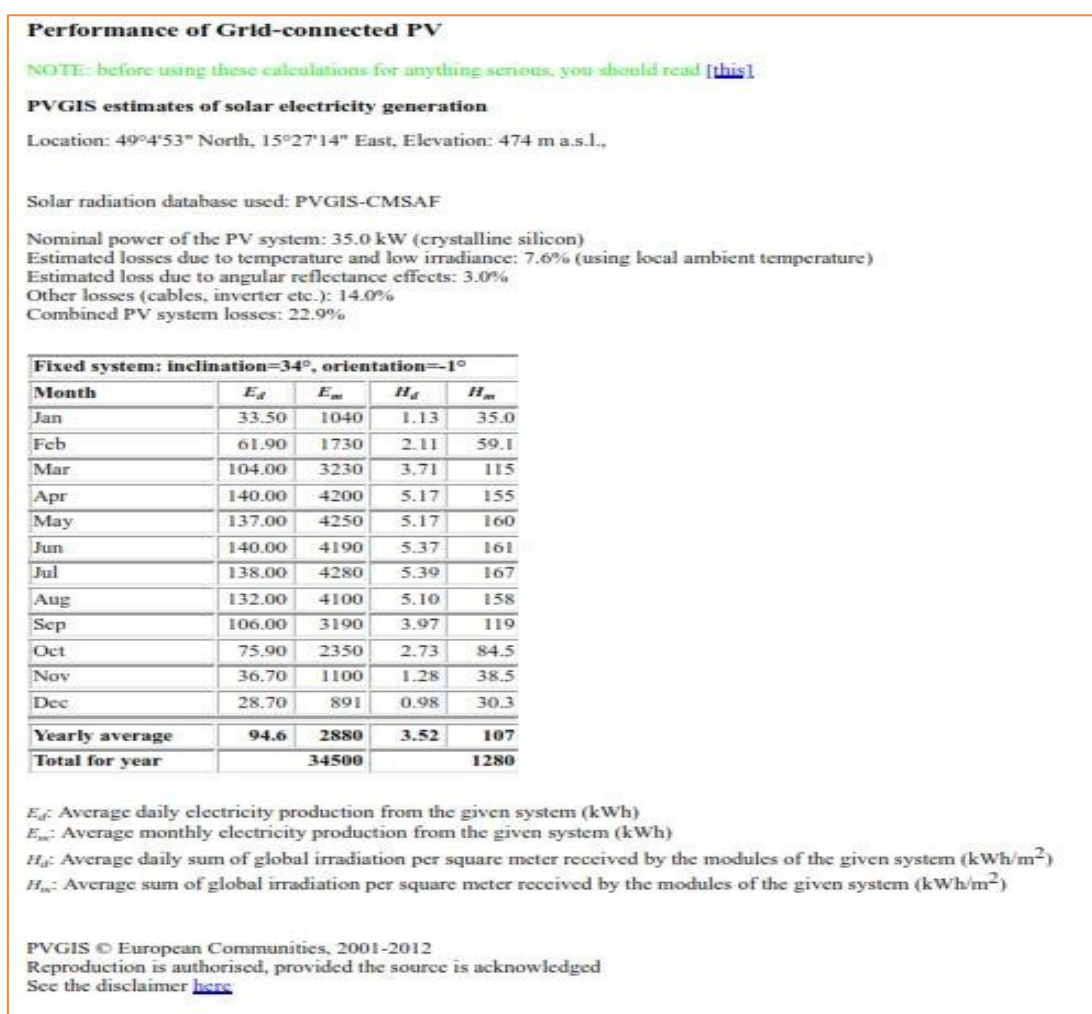 Performance of Grid-connected PV
NOTE: before using these calculations for anything serious, you should read [this]
PVGIS estimates of solar electricity generation
Location: 49°4'53" North, 15°27'14" East, Elevation: 474 m a.s.l.,
Solar radiation database used: PVGIS-CMSAF
Nominal power of the PV system: 35.0 kW (crystalline silicon)
Estimated losses due to temperature and low irradiance: 7.6% (using local ambient temperature)
Estimated loss due to angular reflectance effects: 3.0%
Other losses (cables, inverter etc.): 14.0%
Combined PV system losses: 22.9%
Fixed system: inclination=34°, orientation=-1°
Month Ed Em Hd Hm
Jan 33.50 1040 1.13 35.0
Feb 61.90 1730 2.11 59.1
Mar 104.00 3230 3.71 115
Apr 140.00 4200 5.17 155
May 137.00 4250 5.17 160
Jun 140.00 4190 5.37 161
Jul 138.00 4280 5.39 167
Aug 132.00 4100 5.10 158
Sep 106.00 3190 3.97 119
Oct 75.90 2350 2.73 84.5
Nov 36.70 1100 1.28 38.5
Dec 28.70 891 0.98 30.3
Yearly average 94.6 2880 3.52 107
Total for year 34500 1280
Ed: Average daily electricity production from the given system (kWh)
Em: Average monthly electricity production from the given system (kWh)
Hd: Average daily sum of global irradiation per square meter received by the modules of the given system (kWh/m2)
Hm: Average sum of global irradiation per square meter received by the modules of the given system (kWh/m2)
PVGIS © European Communities, 2001-2012
Reproduction is authorised, provided the source is acknowledged
See the disclaimer here